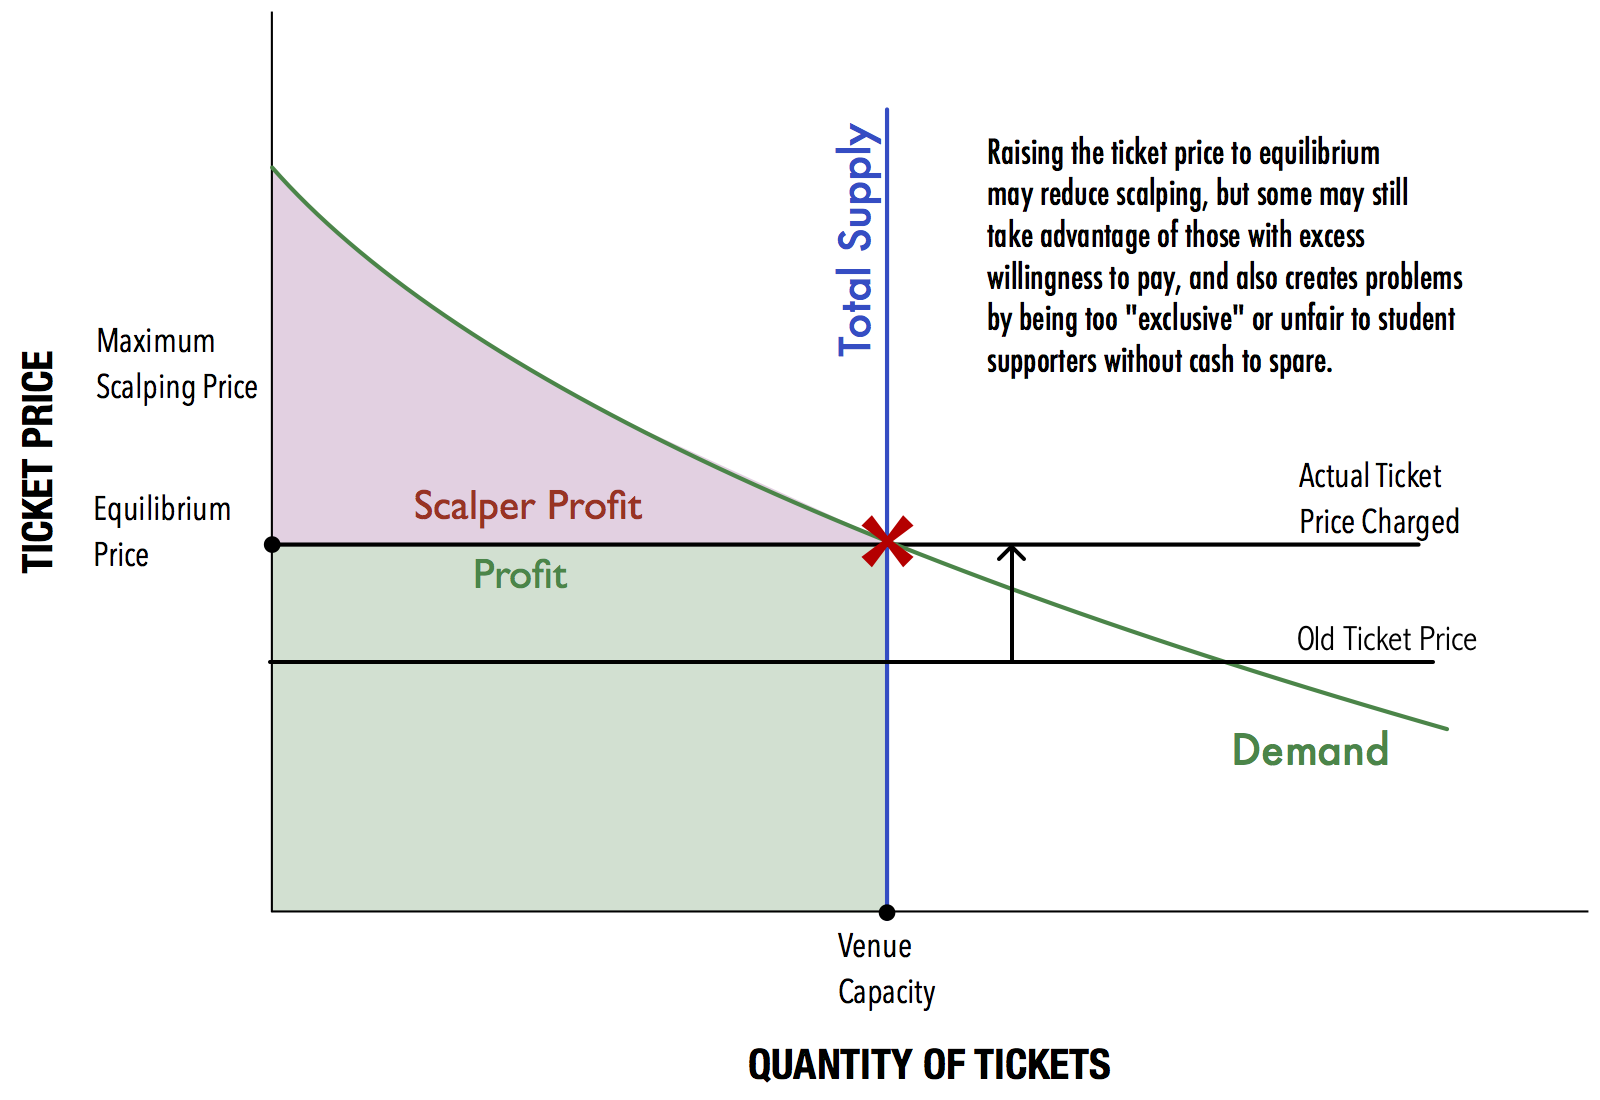 Raising the ticket price to equilibrium
may reduce scalping, but some may still
take advantage of those with excess
willingness to pay, and also creates problems
by being too "exclusive" or unfair to student
supporters without cash to spare.
Total Supply
Maximum
Scalping Price
TICKET PRICE
Equilibrium
Price
Scalper Profit
Profit
Actual Ticket
Price Charged
Old Ticket Price
Demand
Venue
Capacity
QUANTITY OF TICKETS